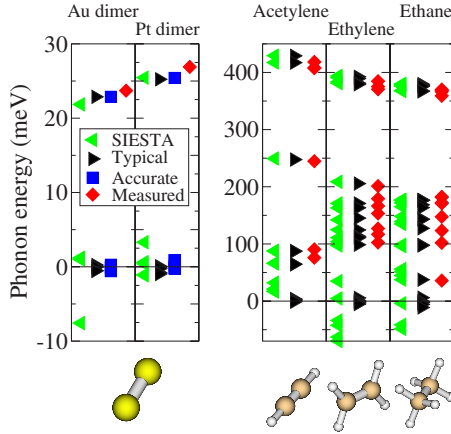 Au dimer
Pt dimer
Acetylene
Ethylene
Ethane
Phonon energy (meV)
30
20
10
0
-10
SIESTA
Typical
Accurate
Measured
400
300
200
100
0